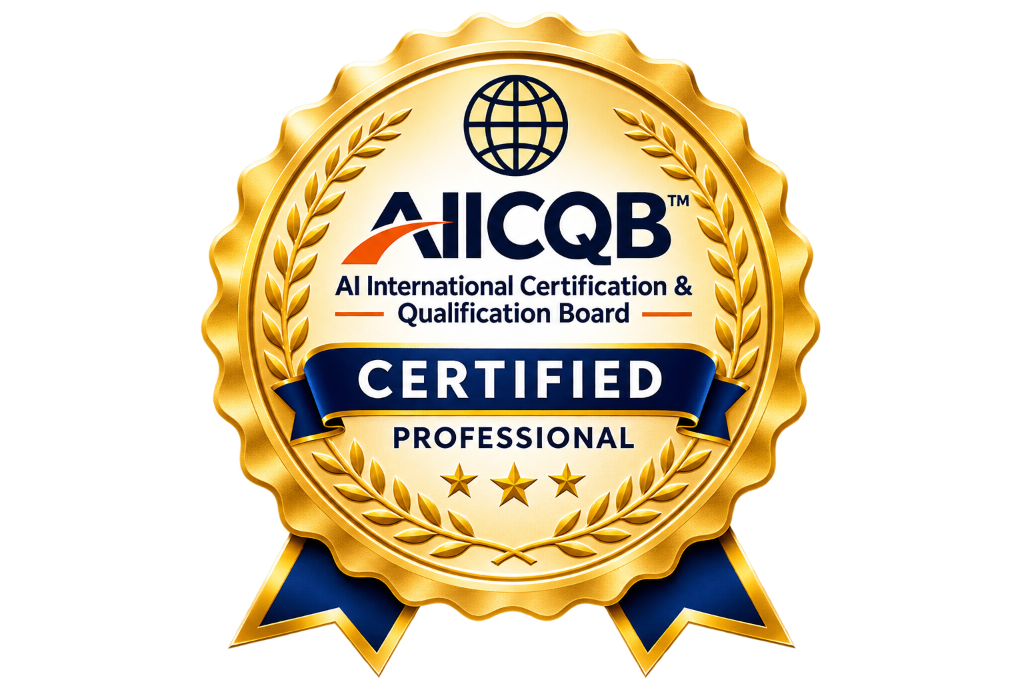 AIICQB™
AI International Certification &
Qualification Board
CERTIFIED
PROFESSIONAL